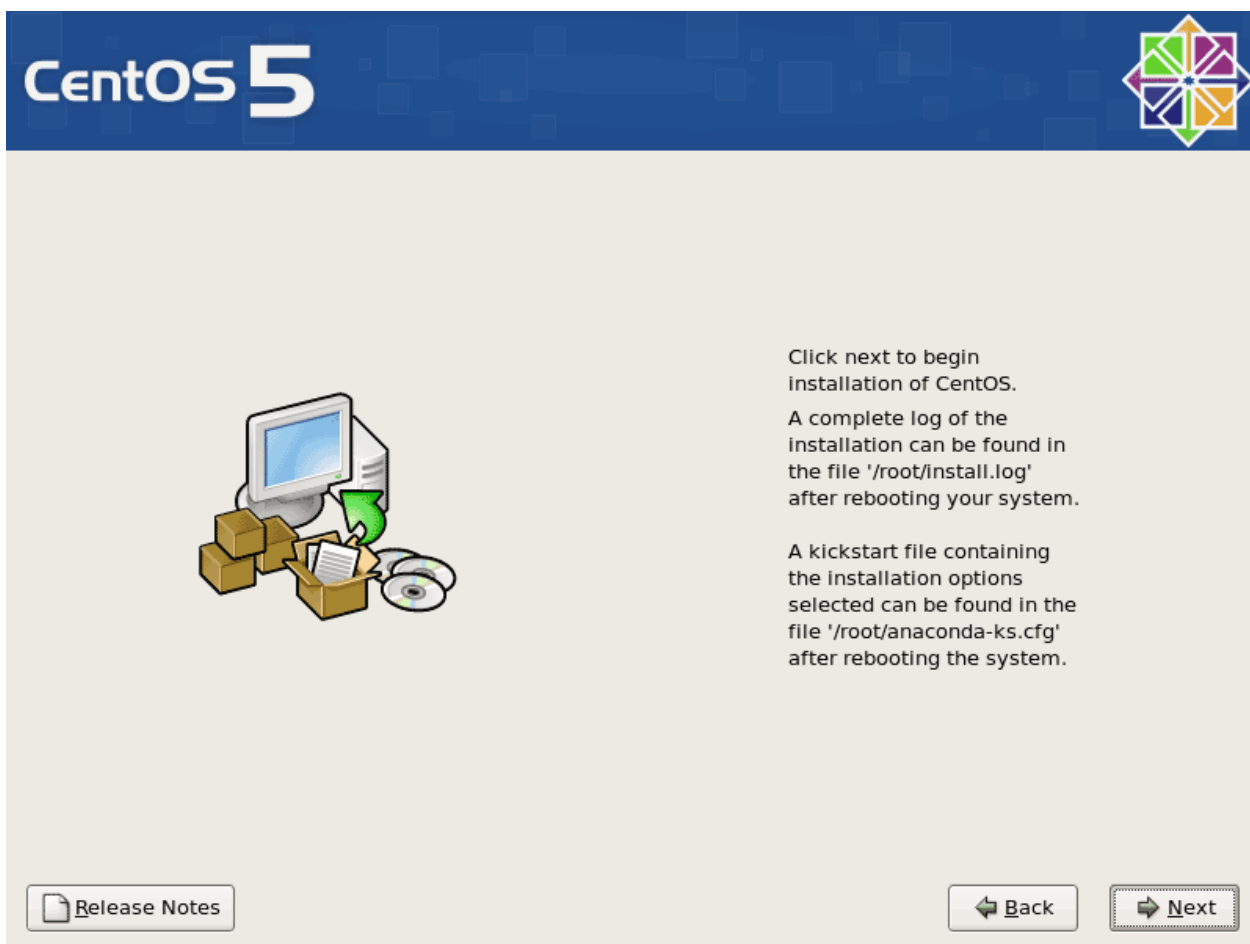 CentOS 5
Click next to begin
installation of CentOS.
A complete log of the
installation can be found in
the file '/root/install.log'
after rebooting your system.
A kickstart file containing
the installation options
selected can be found in the
file '/root/anaconda-ks.cfg'
after rebooting the system.
Release Notes
Back
Next